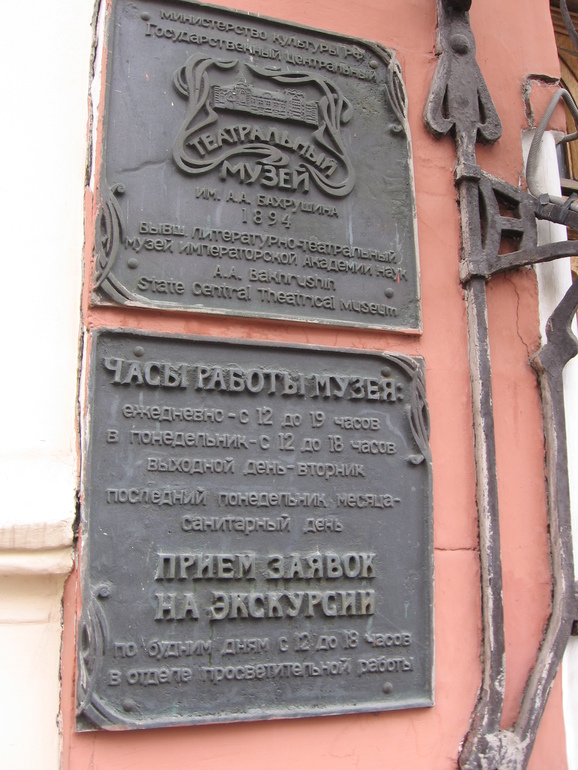 Министерство культуры РФ
Государственный центральный
ТЕАТРАЛЬНЫЙ
МУЗЕЙ
им. А.А. Бахрушина
1894
Бывш. литературно-театральный
музей императорской академии наук
A.A. Bakhrushin
State Central Theatrical Museum
ЧАСЫ РАБОТЫ МУЗЕЯ:
ежедневно - с 12 до 19 часов
в понедельник - с 12 до 18 часов
выходной день - вторник
последний понедельник месяца -
санитарный день
ПРИЕМ ЗАЯВОК
НА ЭКСКУРСИИ
по будним дням с 12 до 18 часов
в отделе просветительной работы